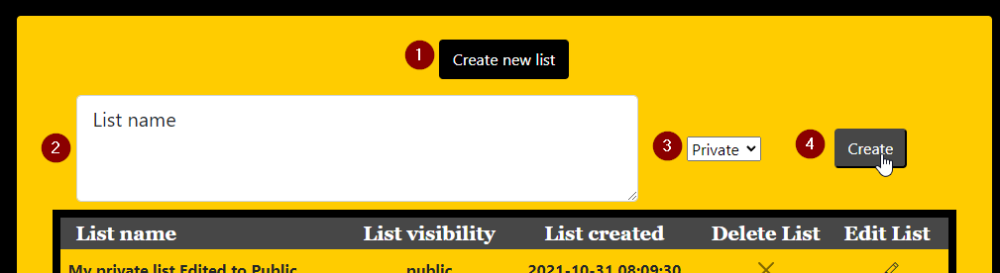 1 Create new list
List name
2
3 Private
4 Create
List name List visibility List created Delete List Edit List
My private list Edited to Public public 2021-10-31 08:09:30